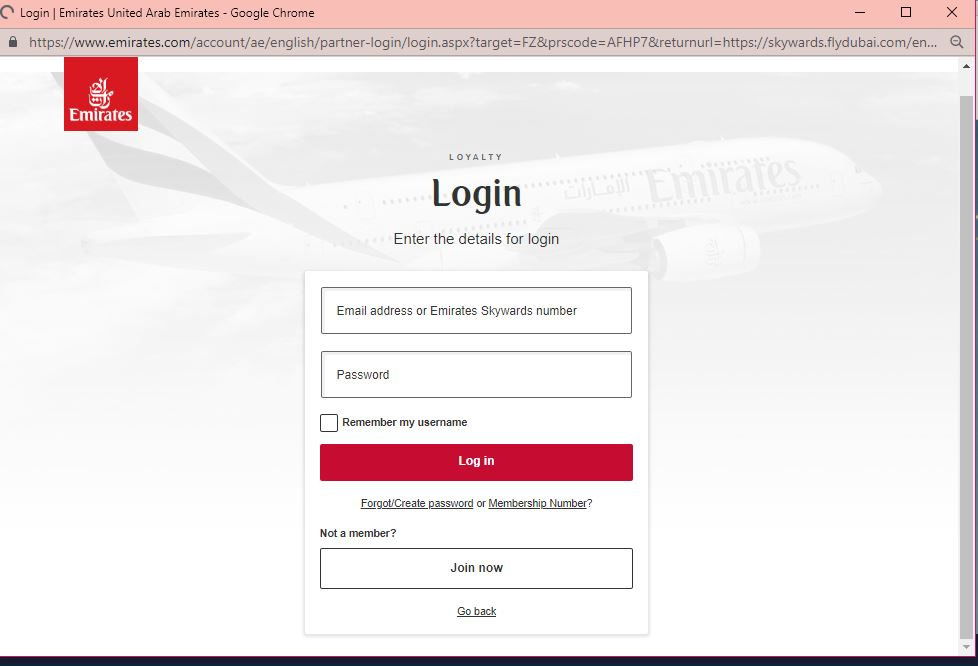 Login | Emirates United Arab Emirates - Google Chrome
https://www.emirates.com/account/ae/english/partner-login/login.aspx?target=FZ&prscode=AFHP7&returnurl=https://skywards.flydubai.com/en...
Emirates
LOYALTY
Login
الإمارات Emirates
Enter the details for login
Email address or Emirates Skywards number
Password
Remember my username
Log in
Forgot/Create password or Membership Number?
Not a member?
Join now
Go back